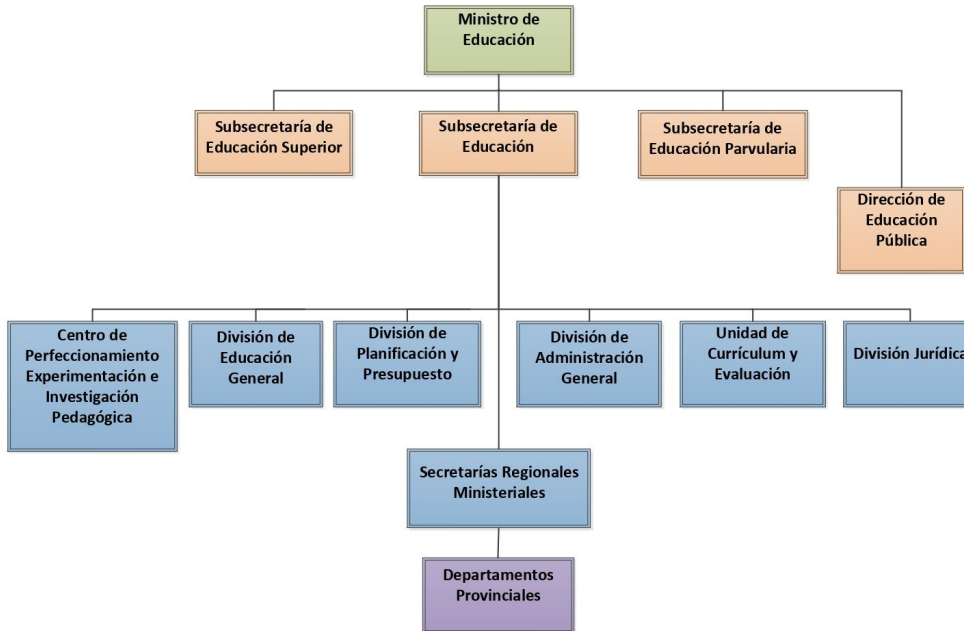 Ministro de
Educación
Subsecretaría de
Educación Superior
Subsecretaría de
Educación
Subsecretaría de
Educación Parvularia
Dirección de
Educación
Pública
Centro de
Perfeccionamiento
Experimentación e
Investigación
Pedagógica
División de
Educación
General
División de
Planificación y
Presupuesto
División de
Administración
General
Unidad de
Currículum y
Evaluación
División Jurídica
Secretarías Regionales
Ministeriales
Departamentos
Provinciales